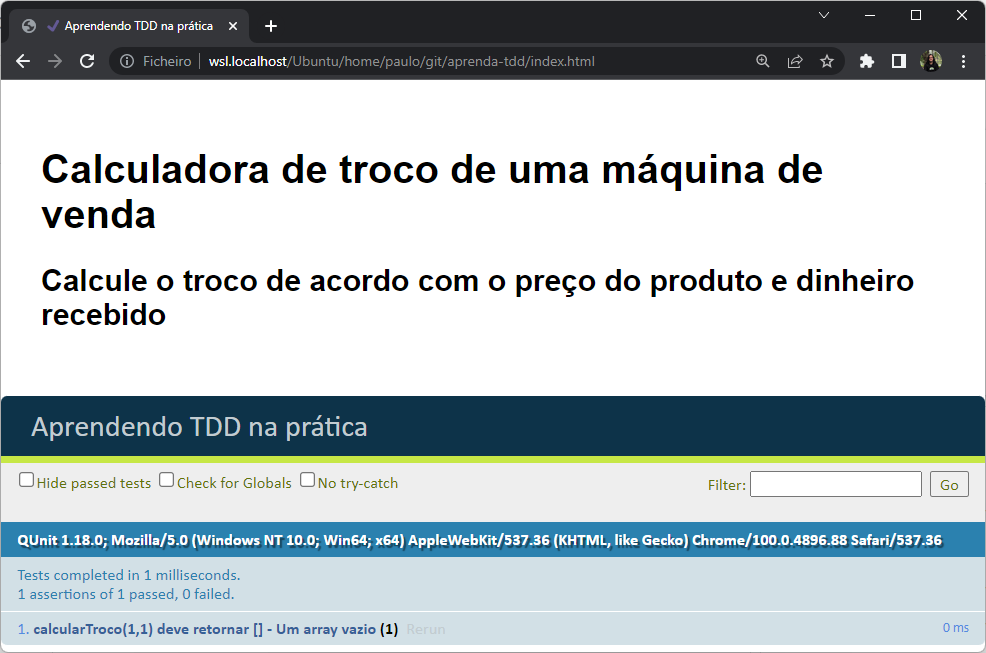 Aprendendo TDD na prática
Ficheiro wsl.localhost/Ubuntu/home/paulo/git/aprenda-tdd/index.html
Calculadora de troco de uma máquina de
venda
Calcule o troco de acordo com o preço do produto e dinheiro
recebido
Aprendendo TDD na prática
Hide passed tests Check for Globals No try-catch Filter: Go
QUnit 1.18.0; Mozilla/5.0 (Windows NT 10.0; Win64; x64) AppleWebKit/537.36 (KHTML, like Gecko) Chrome/100.0.4896.88 Safari/537.36
Tests completed in 1 milliseconds.
1 assertions of 1 passed, 0 failed.
1. calcularTroco(1,1) deve retornar [] - Um array vazio (1) Rerun 0 ms